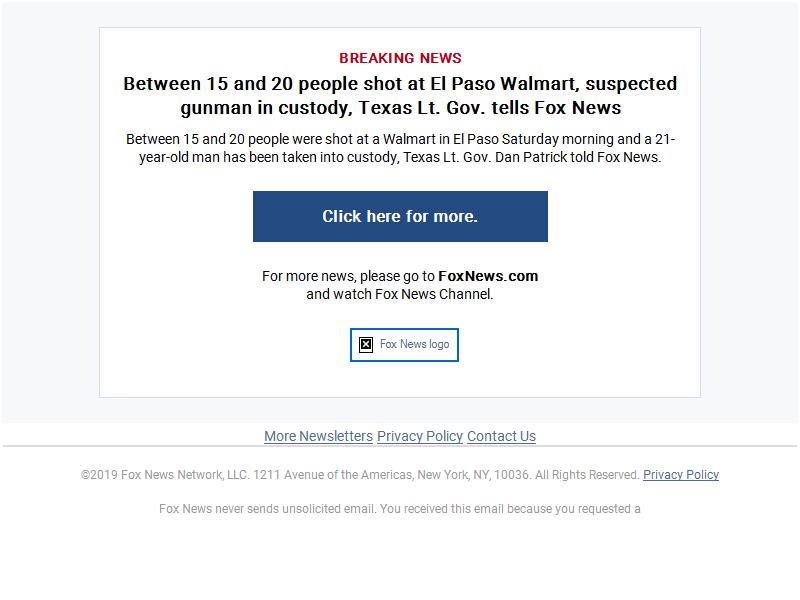 BREAKING NEWS
Between 15 and 20 people shot at El Paso Walmart, suspected
gunman in custody, Texas Lt. Gov. tells Fox News
Between 15 and 20 people were shot at a Walmart in El Paso Saturday morning and a 21-
year-old man has been taken into custody, Texas Lt. Gov. Dan Patrick told Fox News.
Click here for more.
For more news, please go to FoxNews.com
and watch Fox News Channel.
Fox News logo
More Newsletters Privacy Policy Contact Us
©2019 Fox News Network, LLC. 1211 Avenue of the Americas, New York, NY, 10036. All Rights Reserved. Privacy Policy
Fox News never sends unsolicited email. You received this email because you requested a